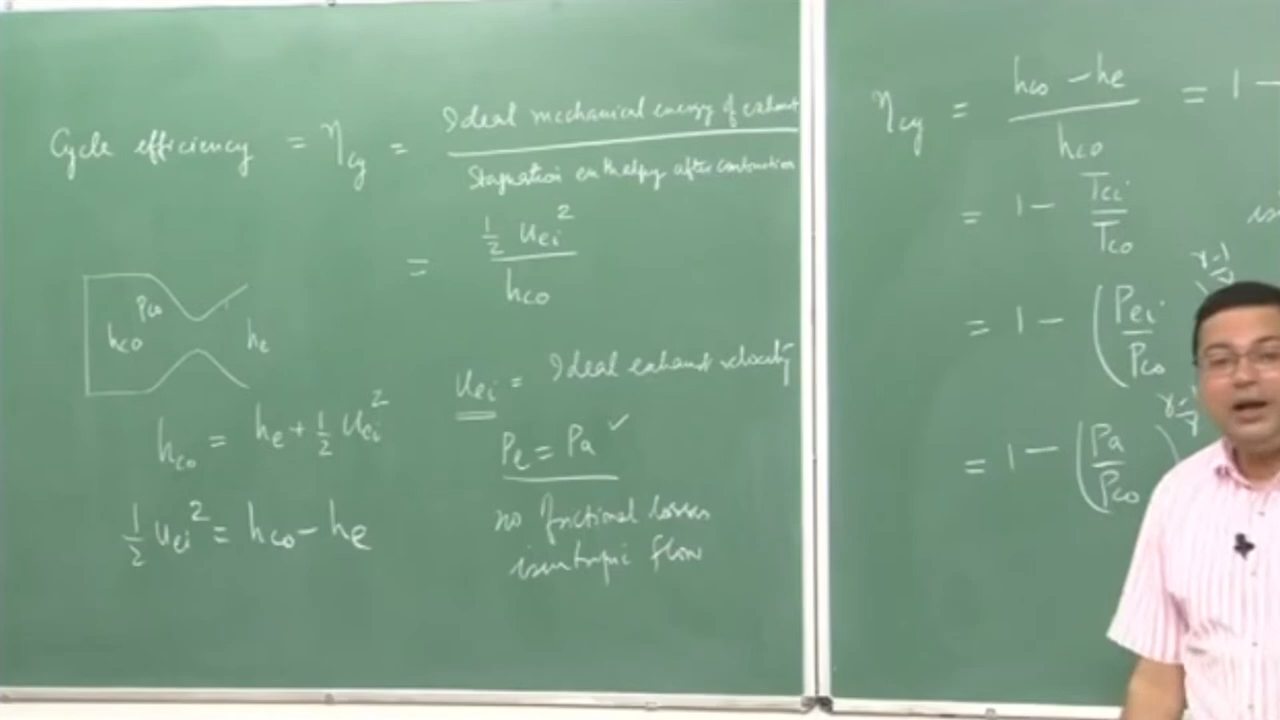 Cycle efficiency = η_cy = Ideal mechanical energy of exhaust
Stagnation enthalpy after combustion
= ½ u_ei² / h_co
p_co
h_co h_e
h_co = h_e + ½ u_ei²
½ u_ei² = h_co − h_e
u_ei = Ideal exhaust velocity
P_e = P_a ✓
no frictional losses
isentropic flow
η_cy = (h_co − h_e) / h_co = 1 −
= 1 − T_ei / T_co
= 1 − (P_ei / P_co) γ-1
= 1 − (P_a / P_co) γ-1/γ